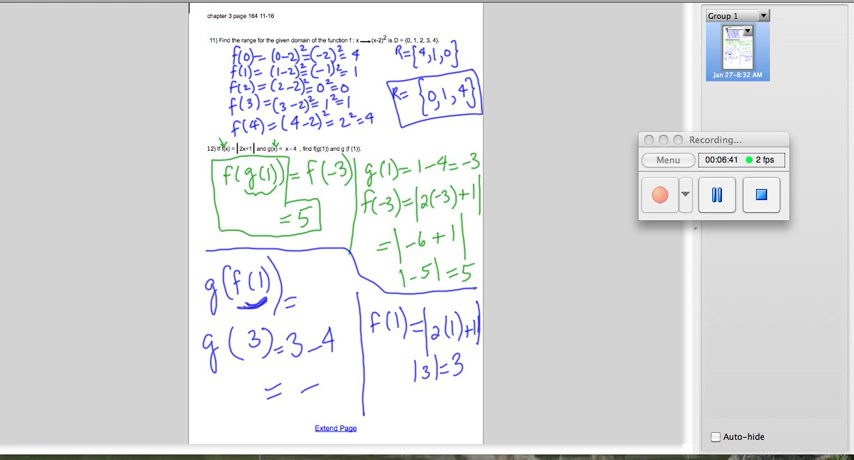 chapter 3 page 164 11-16
11) Find the range for the given domain of the function f : x → (x-2)² is D = {0, 1, 2, 3, 4}.
f(0)= (0-2)²=(-2)²= 4
R={4,1,0}
f(1)= (1-2)²=(-1)²= 1
f(2)= (2-2)²=0²=0
R= {0,1,4}
f(3)=(3-2)²=1²=1
f(4)=(4-2)²=2²=4
12) If f(x) = |2x+1| and g(x) = x - 4 , find f(g(1)) and g (f (1)).
f(g(1))=f(-3)
= 5
g(1)=1-4=-3
f(-3)=|2(-3)+1|
=|-6+1|
|-5|=5
g(f(1))=
g(3)=3-4
= -
f(1)=|2(1)+1|
|3|=3
Extend Page
Group 1
1
Jan 27-8:32 AM
Recording...
Menu
00:06:41
2 fps
Auto-hide